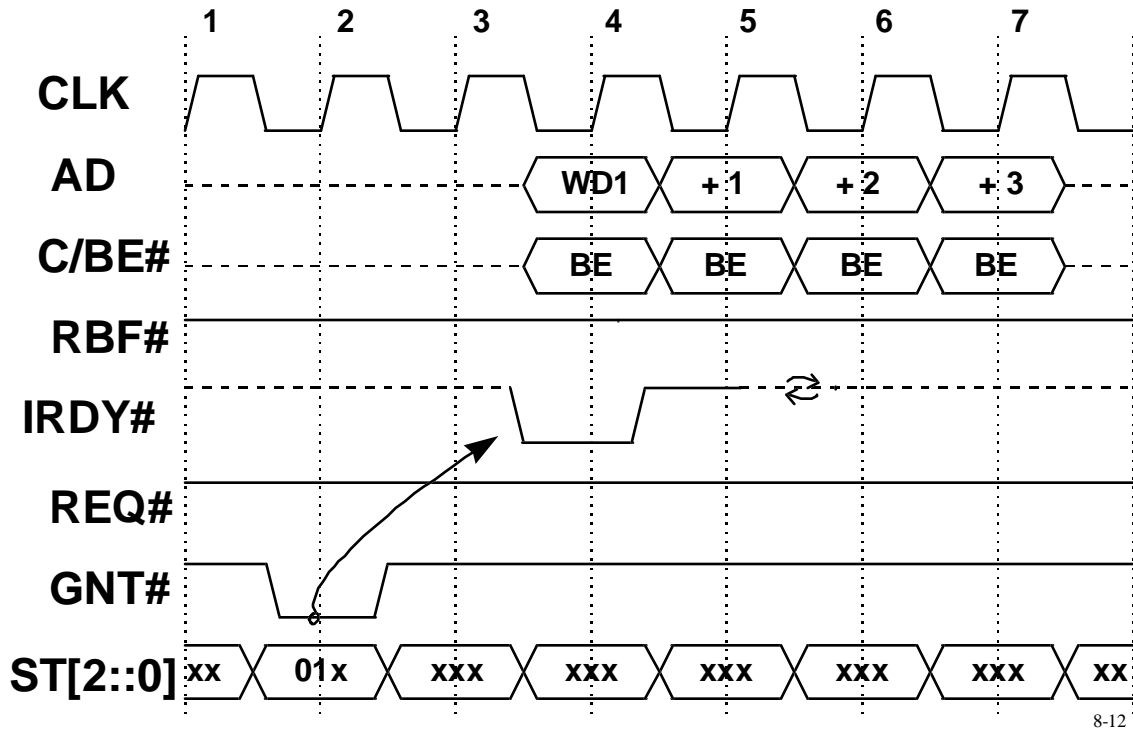 1 2 3 4 5 6 7
CLK
AD WD1 + 1 + 2 + 3
C/BE# BE BE BE BE
RBF#
IRDY#
REQ#
GNT#
ST[2::0] xx 01x xxx xxx xxx xxx xxx xx
8-12